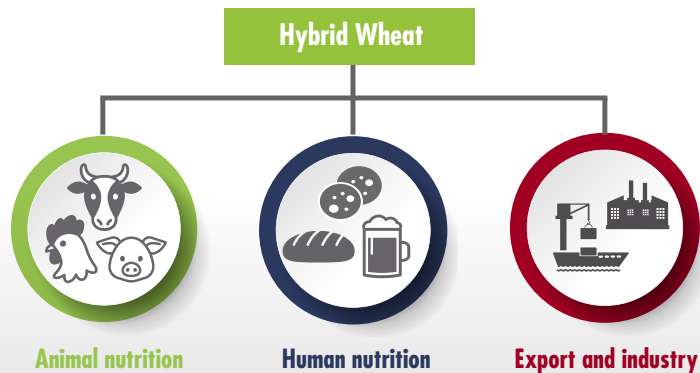 Hybrid Wheat
Animal nutrition
Human nutrition
Export and industry